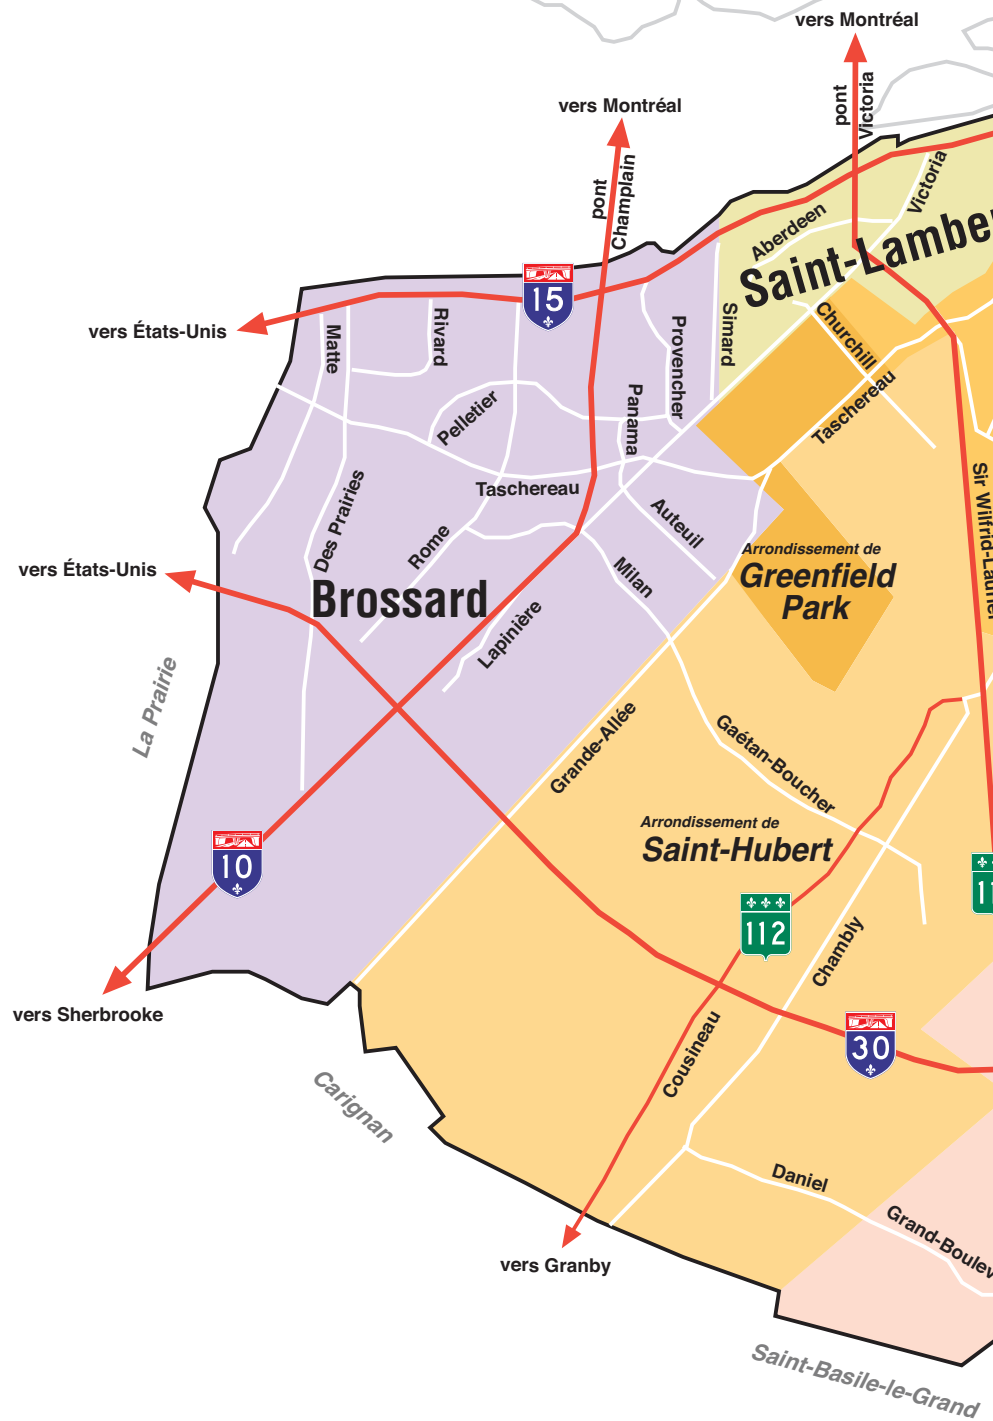 vers Montréal
pont
Victoria
vers Montréal
pont
Champlain
Victoria
Aberdeen
Saint-Lambe
15
vers États-Unis
Matte
Rivard
Provencher
Simard
Churchill
Pelletier
Panama
Taschereau
Taschereau
Des Prairies
Rome
Auteuil
Sir Wilfrid-Laurier
vers États-Unis
Brossard
Milan
Arrondissement de
Greenfield
Park
Lapinière
La Prairie
Grande-Allée
Gaétan-Boucher
Arrondissement de
Saint-Hubert
10
11
112
Chambly
vers Sherbrooke
Cousineau
30
Carignan
Daniel
Grand-Boulev
vers Granby
Saint-Basile-le-Grand